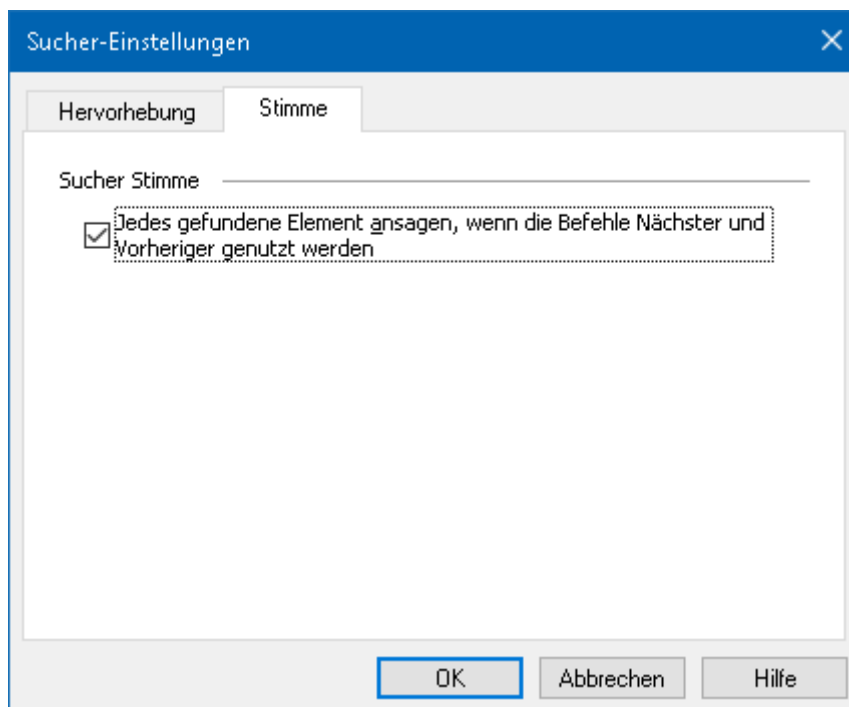 Sucher-Einstellungen
Hervorhebung
Stimme
Sucher Stimme
Jedes gefundene Element ansagen, wenn die Befehle Nächster und
Vorheriger genutzt werden
OK
Abbrechen
Hilfe